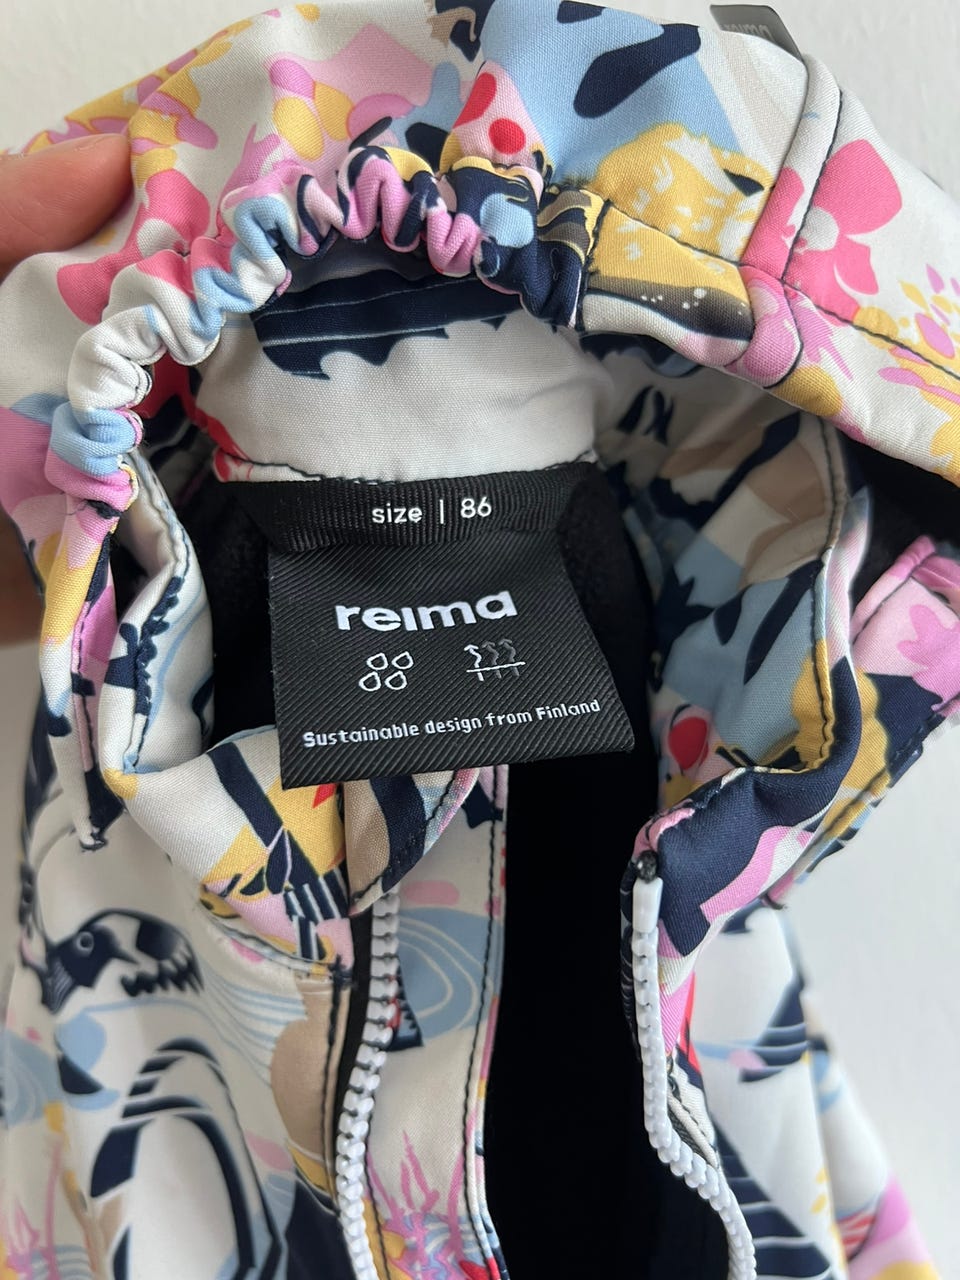 size | 86
reima
Sustainable design from Finland